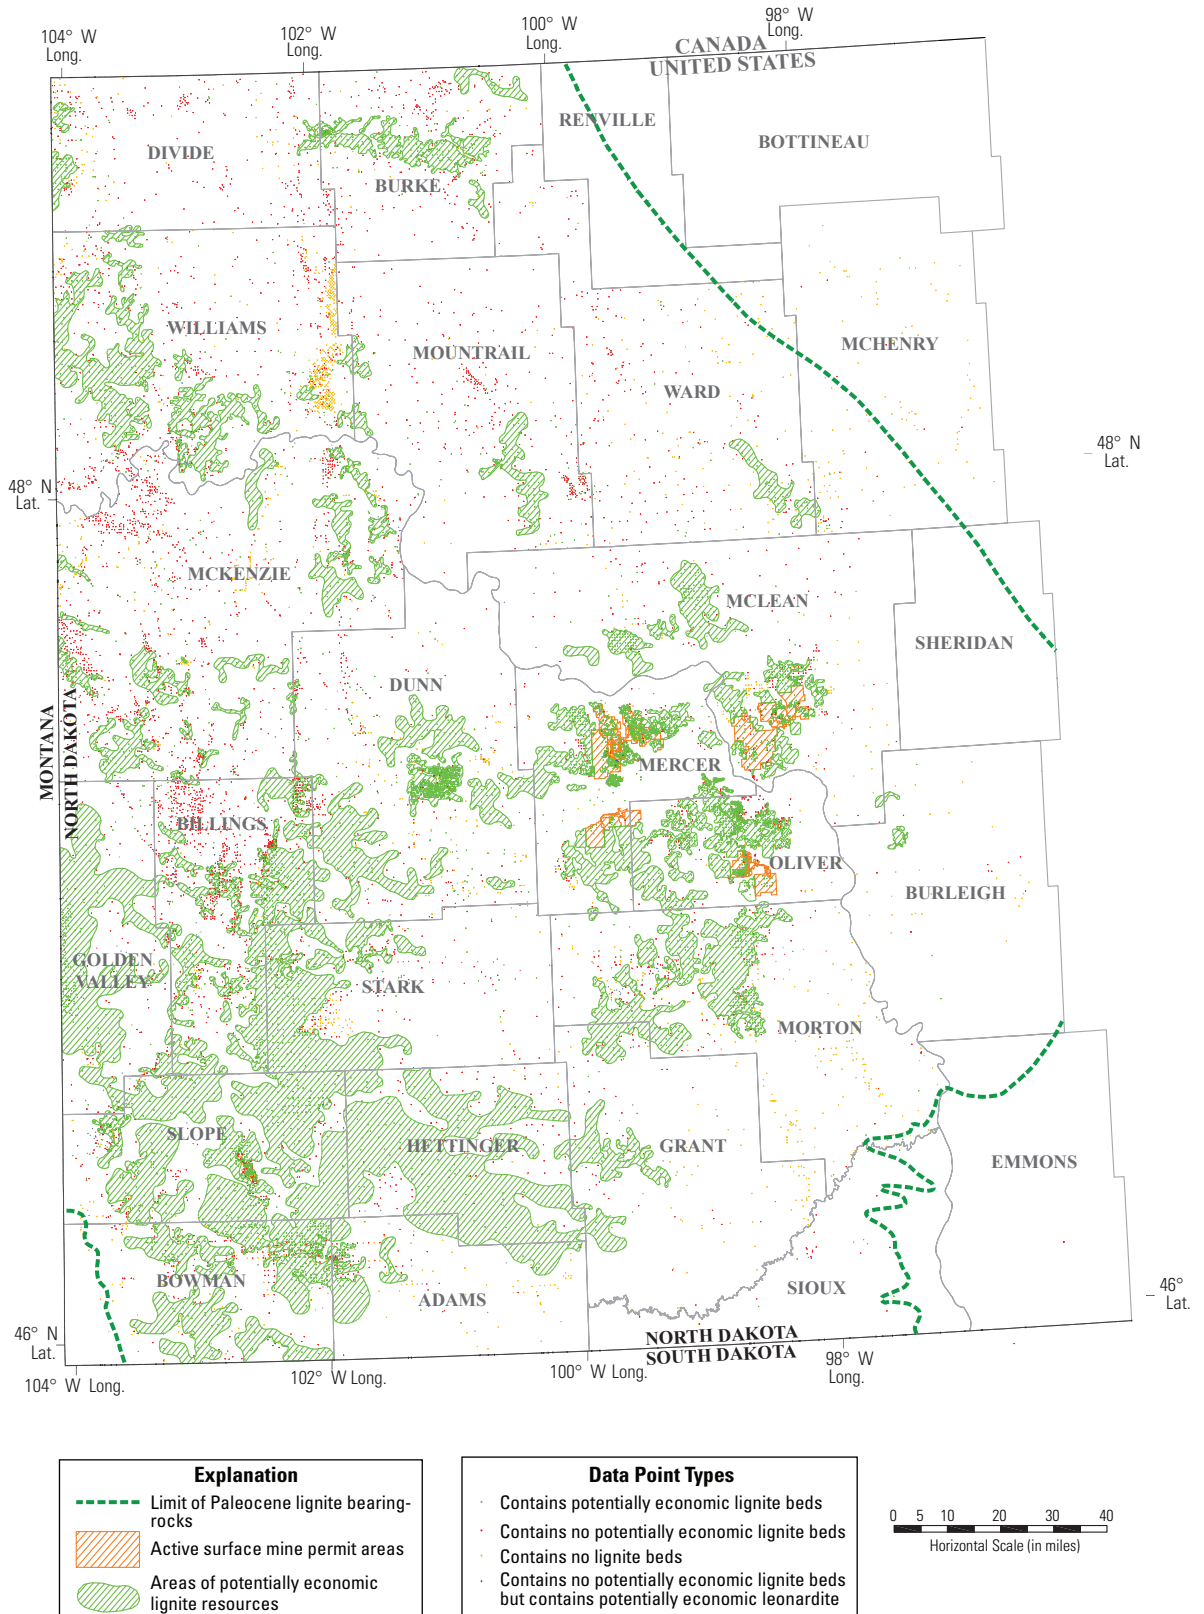 104° W
Long.
102° W
Long.
100° W
Long.
98° W
Long.
CANADA
UNITED STATES
RENVILLE
BOTTINEAU
DIVIDE
BURKE
WILLIAMS
MOUNTRAIL
MCHENRY
WARD
48° N
Lat.
48° N
Lat.
MCKENZIE
MCLEAN
SHERIDAN
DUNN
MONTANA
NORTH DAKOTA
MERCER
BILLINGS
OLIVER
BURLEIGH
GOLDEN
VALLEY
STARK
MORTON
SLOPE
HETTINGER
GRANT
EMMONS
BOWMAN
ADAMS
SIOUX
46°
Lat.
46° N
Lat.
NORTH DAKOTA
SOUTH DAKOTA
104° W Long.
102° W Long.
100° W Long.
98° W
Long.
Explanation
Limit of Paleocene lignite bearing-
rocks
Active surface mine permit areas
Areas of potentially economic
lignite resources
Data Point Types
Contains potentially economic lignite beds
Contains no potentially economic lignite beds
Contains no lignite beds
Contains no potentially economic lignite beds
but contains potentially economic leonardite
0 5 10 20 30 40
Horizontal Scale (in miles)